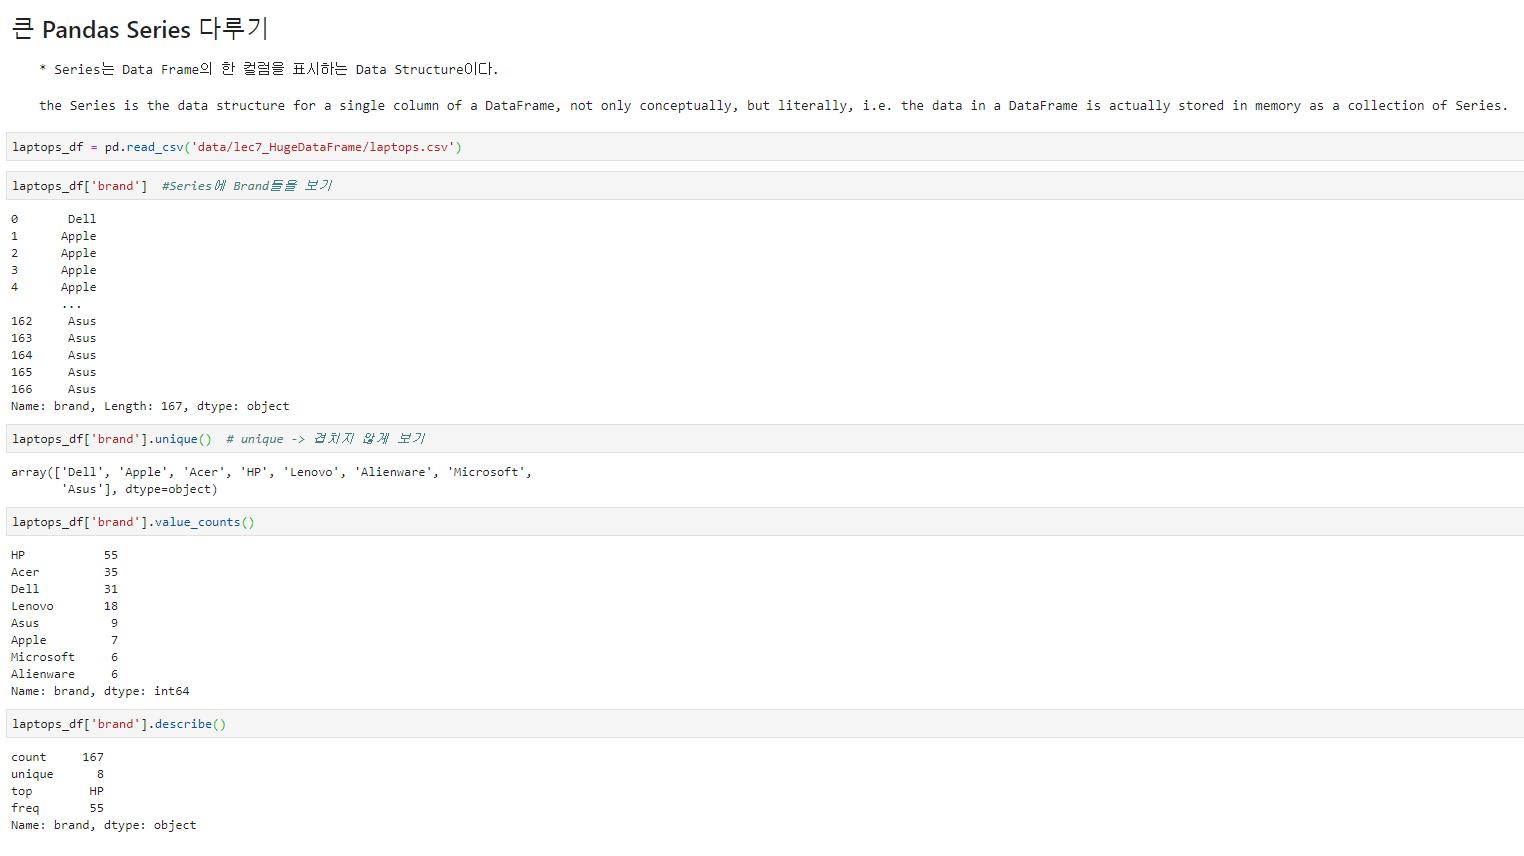 큰 Pandas Series 다루기
* Series는 Data Frame의 한 컬럼을 표시하는 Data Structure이다.
the Series is the data structure for a single column of a DataFrame, not only conceptually, but literally, i.e. the data in a DataFrame is actually stored in memory as a collection of Series.
laptops_df = pd.read_csv('data/lec7_HugeDataFrame/laptops.csv')
laptops_df['brand']  #Series에 Brand들을 보기
0       Dell
1      Apple
2      Apple
3      Apple
4      Apple
       ...
162     Asus
163     Asus
164     Asus
165     Asus
166     Asus
Name: brand, Length: 167, dtype: object
laptops_df['brand'].unique()  # unique -> 겹치지 않게 보기
array(['Dell', 'Apple', 'Acer', 'HP', 'Lenovo', 'Alienware', 'Microsoft',
       'Asus'], dtype=object)
laptops_df['brand'].value_counts()
HP           55
Acer         35
Dell         31
Lenovo       18
Asus          9
Apple         7
Microsoft     6
Alienware     6
Name: brand, dtype: int64
laptops_df['brand'].describe()
count     167
unique      8
top        HP
freq       55
Name: brand, dtype: object